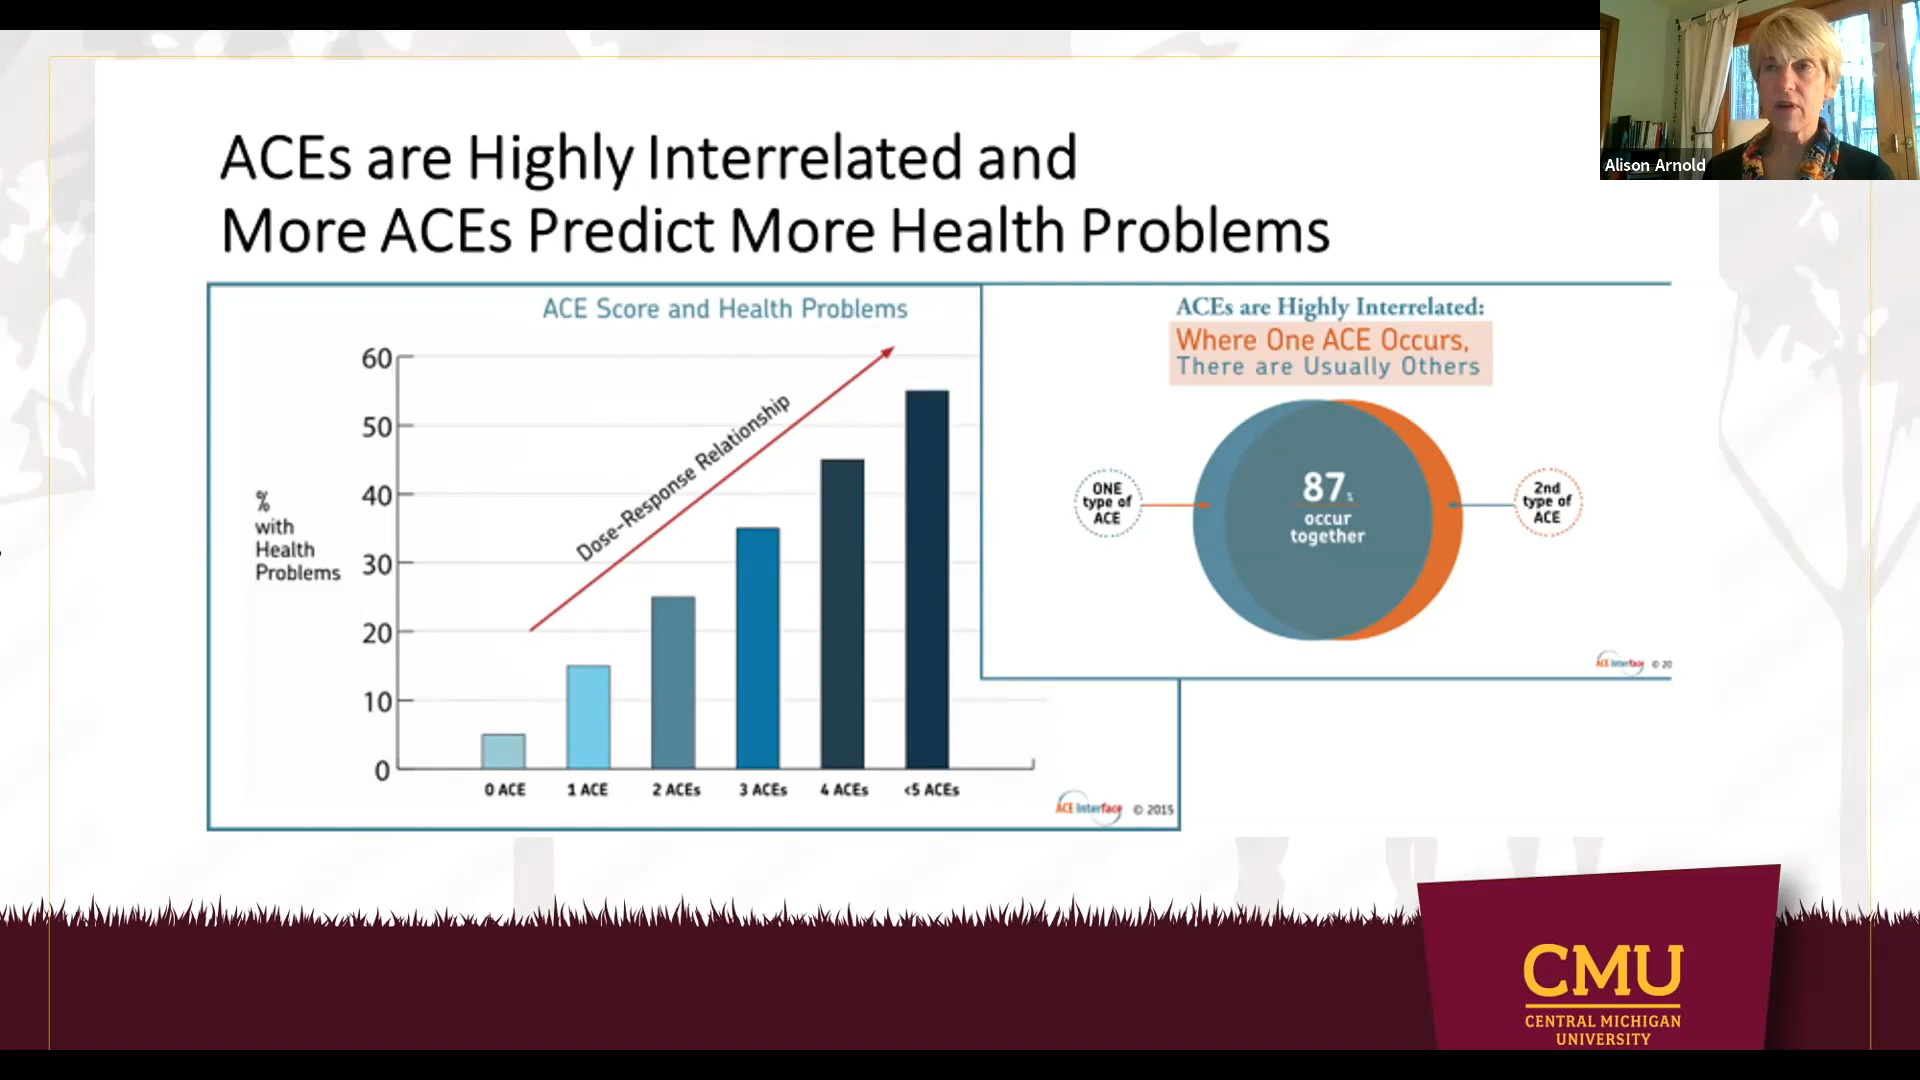 Alison Arnold
ACEs are Highly Interrelated and
More ACEs Predict More Health Problems
ACE Score and Health Problems
60
50
40
30
20
10
0
%
with
Health
Problems
Dose-Response Relationship
0 ACE
1 ACE
2 ACEs
3 ACEs
4 ACEs
<5 ACEs
ACE Interface © 2015
ACEs are Highly Interrelated:
Where One ACE Occurs,
There are Usually Others
ONE
type of
ACE
87%
occur
together
2nd
type of
ACE
ACE Interface © 20
CMU
CENTRAL MICHIGAN
UNIVERSITY